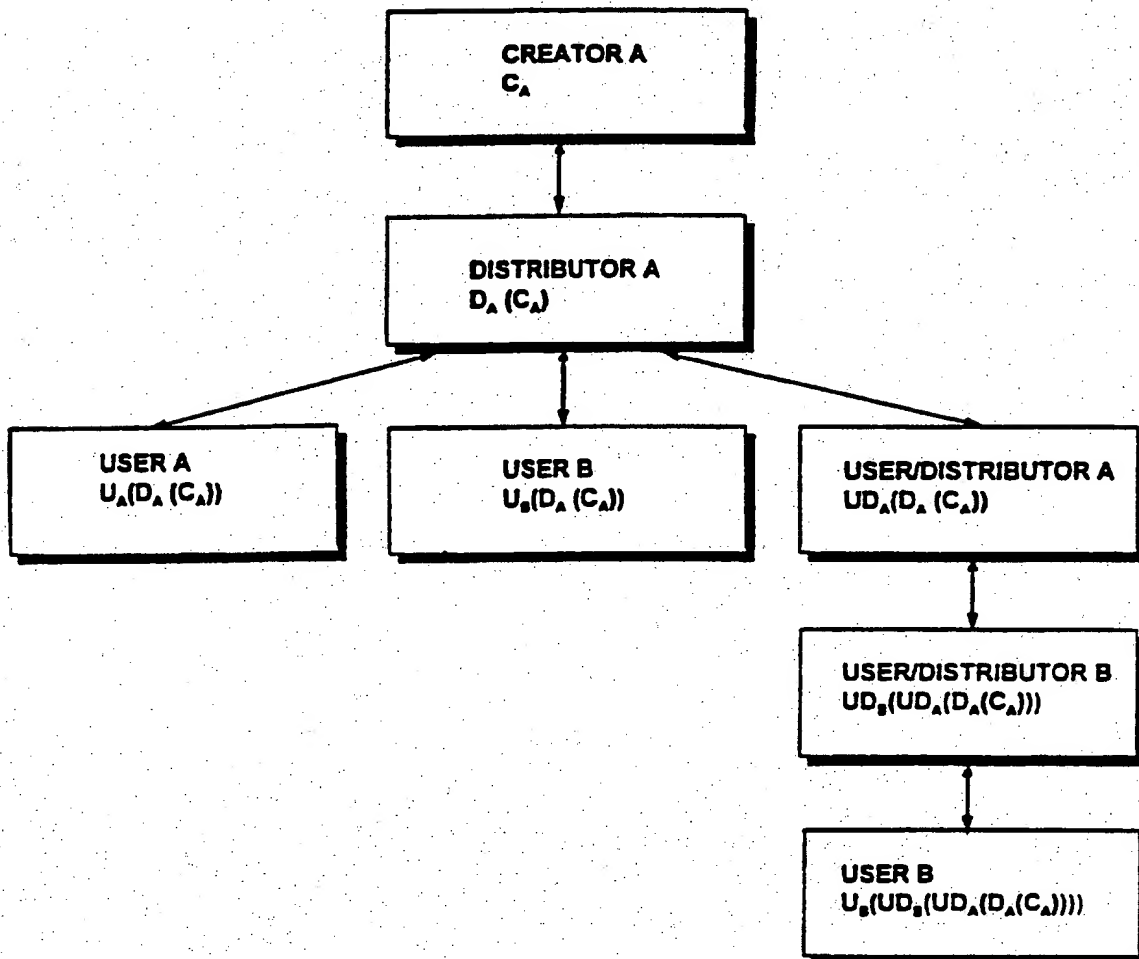 CREATOR A
C_A
DISTRIBUTOR A
D_A (C_A)
USER A
U_A(D_A (C_A))
USER B
U_B(D_A (C_A))
USER/DISTRIBUTOR A
UD_A(D_A (C_A))
USER/DISTRIBUTOR B
UD_B(UD_A(D_A(C_A)))
USER B
U_B(UD_B(UD_A(D_A(C_A))))